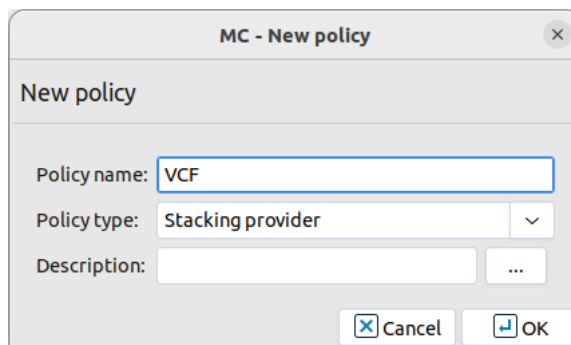 MC - New policy
New policy
Policy name: VCF
Policy type: Stacking provider
Description: ...
Cancel OK